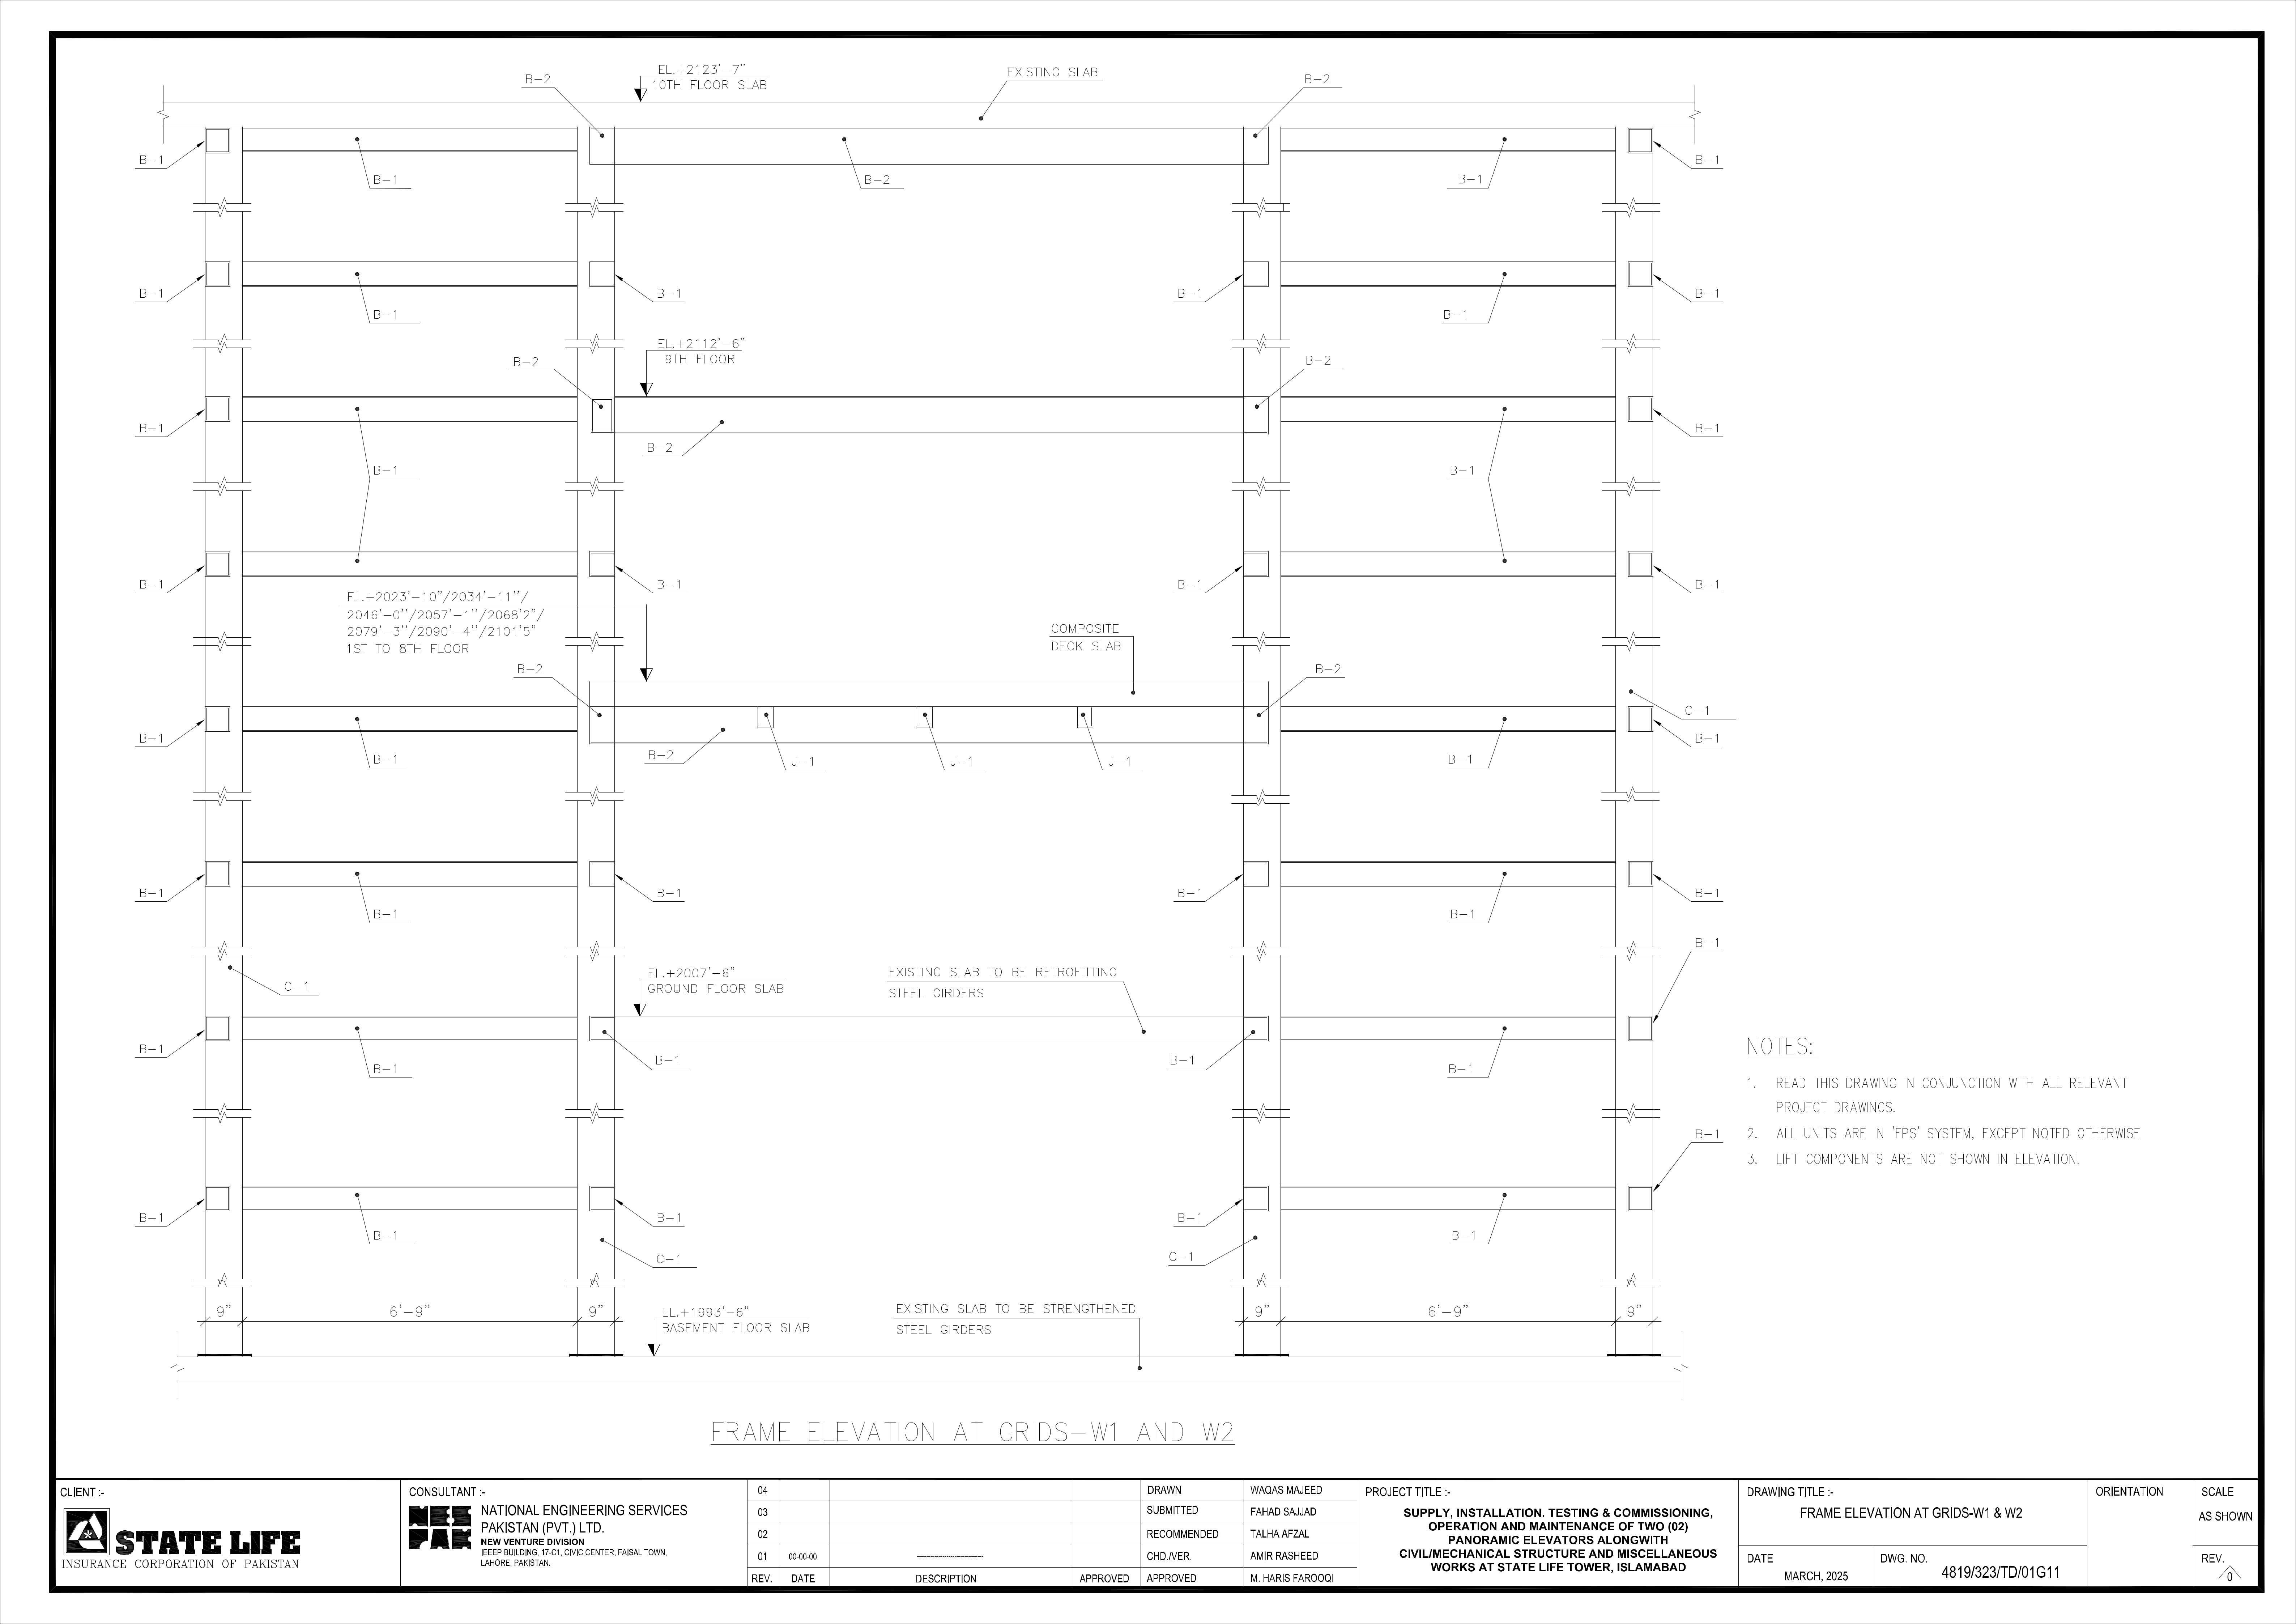 EL.+2123'-7"
10TH FLOOR SLAB
EXISTING SLAB
B-2
B-2
B-1
B-1
B-2
B-1
B-1
B-1
B-1
B-1
B-1
B-1
B-1
EL.+2112'-6"
9TH FLOOR
B-2
B-2
B-1
B-2
B-1
B-1
B-1
B-1
B-1
B-1
B-1
EL.+2023'-10"/2034'-11''/
2046'-0''/2057'-1''/2068'2"/
2079'-3''/2090'-4''/2101'5"
1ST TO 8TH FLOOR
COMPOSITE
DECK SLAB
B-2
B-2
C-1
B-1
B-1
B-1
B-2
J-1
J-1
J-1
B-1
B-1
B-1
B-1
B-1
B-1
B-1
B-1
C-1
EL.+2007'-6"
GROUND FLOOR SLAB
EXISTING SLAB TO BE RETROFITTING
STEEL GIRDERS
B-1
B-1
B-1
B-1
B-1
B-1
B-1
B-1
B-1
B-1
B-1
C-1
C-1
9"
6'-9"
9"
9"
6'-9"
9"
EL.+1993'-6"
BASEMENT FLOOR SLAB
EXISTING SLAB TO BE STRENGTHENED
STEEL GIRDERS
NOTES:
1. READ THIS DRAWING IN CONJUNCTION WITH ALL RELEVANT
PROJECT DRAWINGS.
2. ALL UNITS ARE IN 'FPS' SYSTEM, EXCEPT NOTED OTHERWISE
3. LIFT COMPONENTS ARE NOT SHOWN IN ELEVATION.
FRAME ELEVATION AT GRIDS-W1 AND W2
CLIENT :-
STATE LIFE
INSURANCE CORPORATION OF PAKISTAN
CONSULTANT :-
NES
PAK
NATIONAL ENGINEERING SERVICES
PAKISTAN (PVT.) LTD.
NEW VENTURE DIVISION
IEEEP BUILDING, 17-C1, CIVIC CENTER, FAISAL TOWN,
LAHORE, PAKISTAN.
04
03
02
01 00-00-00 ----------------------------
REV. DATE DESCRIPTION APPROVED
DRAWN WAQAS MAJEED
SUBMITTED FAHAD SAJJAD
RECOMMENDED TALHA AFZAL
CHD./VER. AMIR RASHEED
APPROVED M. HARIS FAROOQI
PROJECT TITLE :-
SUPPLY, INSTALLATION. TESTING & COMMISSIONING,
OPERATION AND MAINTENANCE OF TWO (02)
PANORAMIC ELEVATORS ALONGWITH
CIVIL/MECHANICAL STRUCTURE AND MISCELLANEOUS
WORKS AT STATE LIFE TOWER, ISLAMABAD
DRAWING TITLE :-
FRAME ELEVATION AT GRIDS-W1 & W2
DATE
MARCH, 2025
DWG. NO.
4819/323/TD/01G11
ORIENTATION
SCALE
AS SHOWN
REV.
0